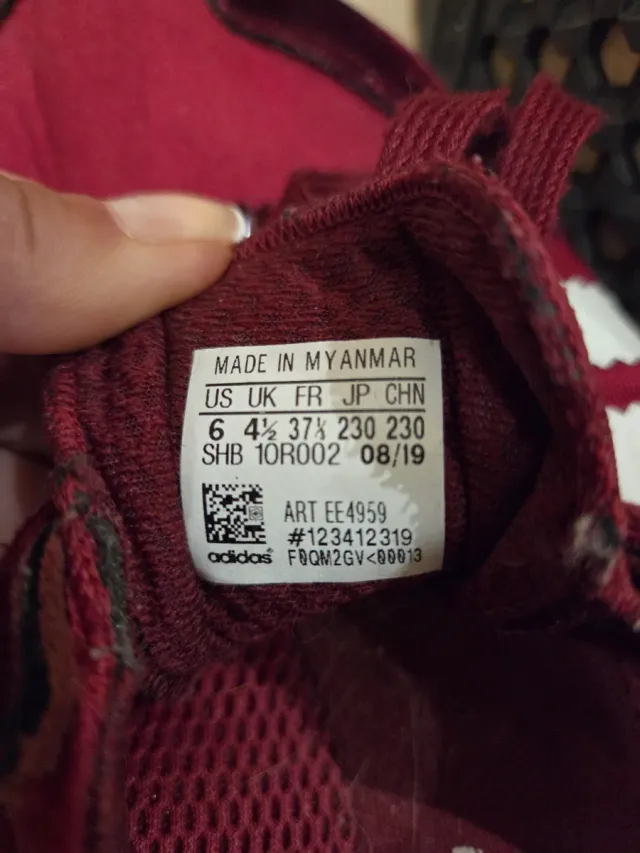 MADE IN MYANMAR
US UK FR JP CHN
6 4½ 37⅓ 230 230
SHB 10R002 08/19
ART EE4959
#123412319
adidas F0QM2GV<00013